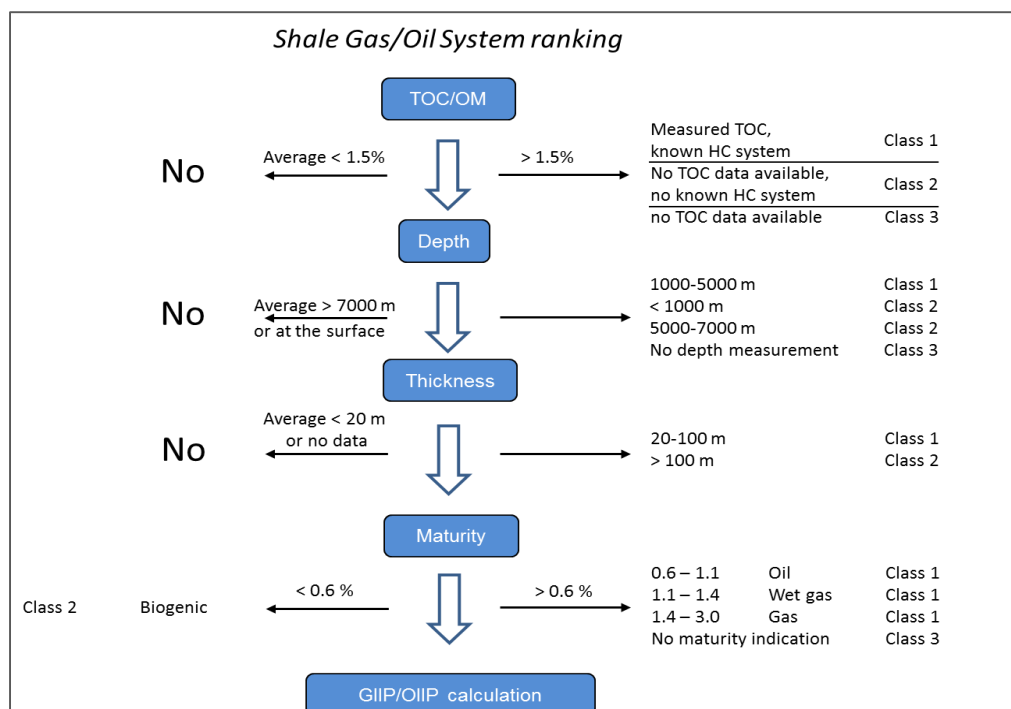 Shale Gas/Oil System ranking
TOC/OM
No
Average < 1.5%
> 1.5%
Measured TOC,
known HC system
Class 1
No TOC data available,
no known HC system
Class 2
no TOC data available
Class 3
Depth
No
Average > 7000 m
or at the surface
1000-5000 m
Class 1
< 1000 m
Class 2
5000-7000 m
Class 2
No depth measurement
Class 3
Thickness
No
Average < 20 m
or no data
20-100 m
Class 1
> 100 m
Class 2
Maturity
Class 2
Biogenic
< 0.6 %
> 0.6 %
0.6 – 1.1 Oil Class 1
1.1 – 1.4 Wet gas Class 1
1.4 – 3.0 Gas Class 1
No maturity indication Class 3
GIIP/OIIP calculation